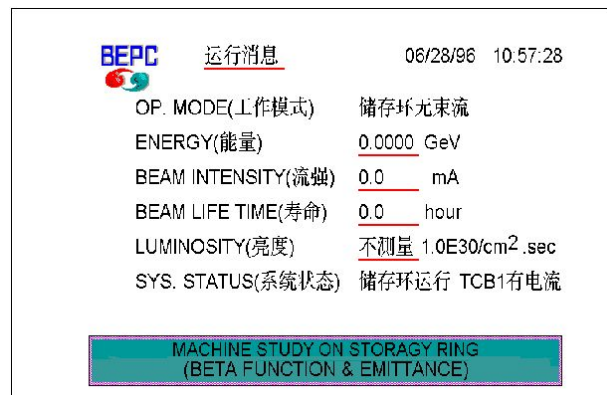 BEPC 运行消息 06/28/96 10:57:28
OP. MODE(工作模式) 储存环无束流
ENERGY(能量) 0.0000 GeV
BEAM INTENSITY(流强) 0.0 mA
BEAM LIFE TIME(寿命) 0.0 hour
LUMINOSITY(亮度) 不测量 1.0E30/cm2 .sec
SYS. STATUS(系统状态) 储存环运行 TCB1有电流
MACHINE STUDY ON STORAGY RING
(BETA FUNCTION & EMITTANCE)